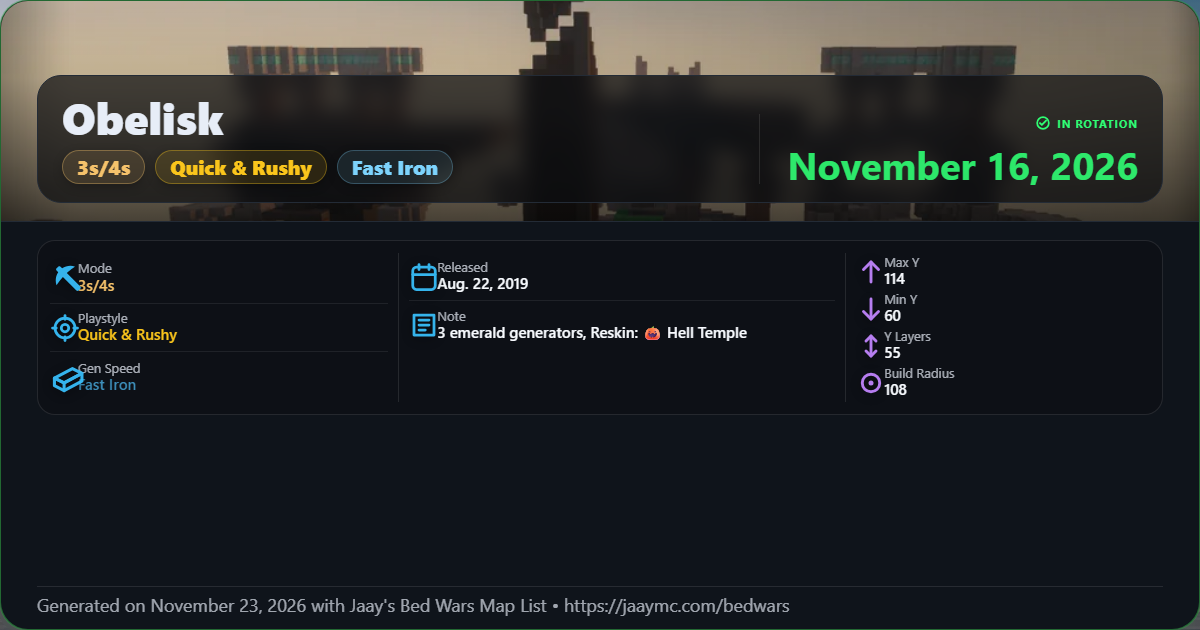 Obelisk
3s/4s Quick & Rushy Fast Iron
IN ROTATION
November 16, 2026
Mode
3s/4s
Playstyle
Quick & Rushy
Gen Speed
Fast Iron
Released
Aug. 22, 2019
Note
3 emerald generators, Reskin: 🎃 Hell Temple
Max Y
114
Min Y
60
Y Layers
55
Build Radius
108
Generated on November 23, 2026 with Jaay's Bed Wars Map List • https://jaaymc.com/bedwars